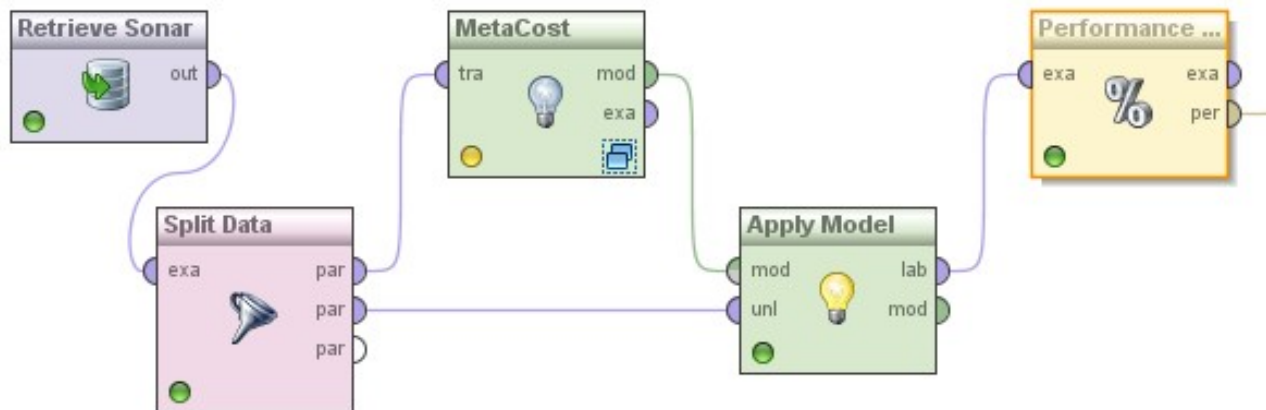 Retrieve Sonar
out
MetaCost
tra
mod
exa
Performance ...
exa
exa
per
Split Data
exa
par
par
par
Apply Model
mod
lab
unl
mod